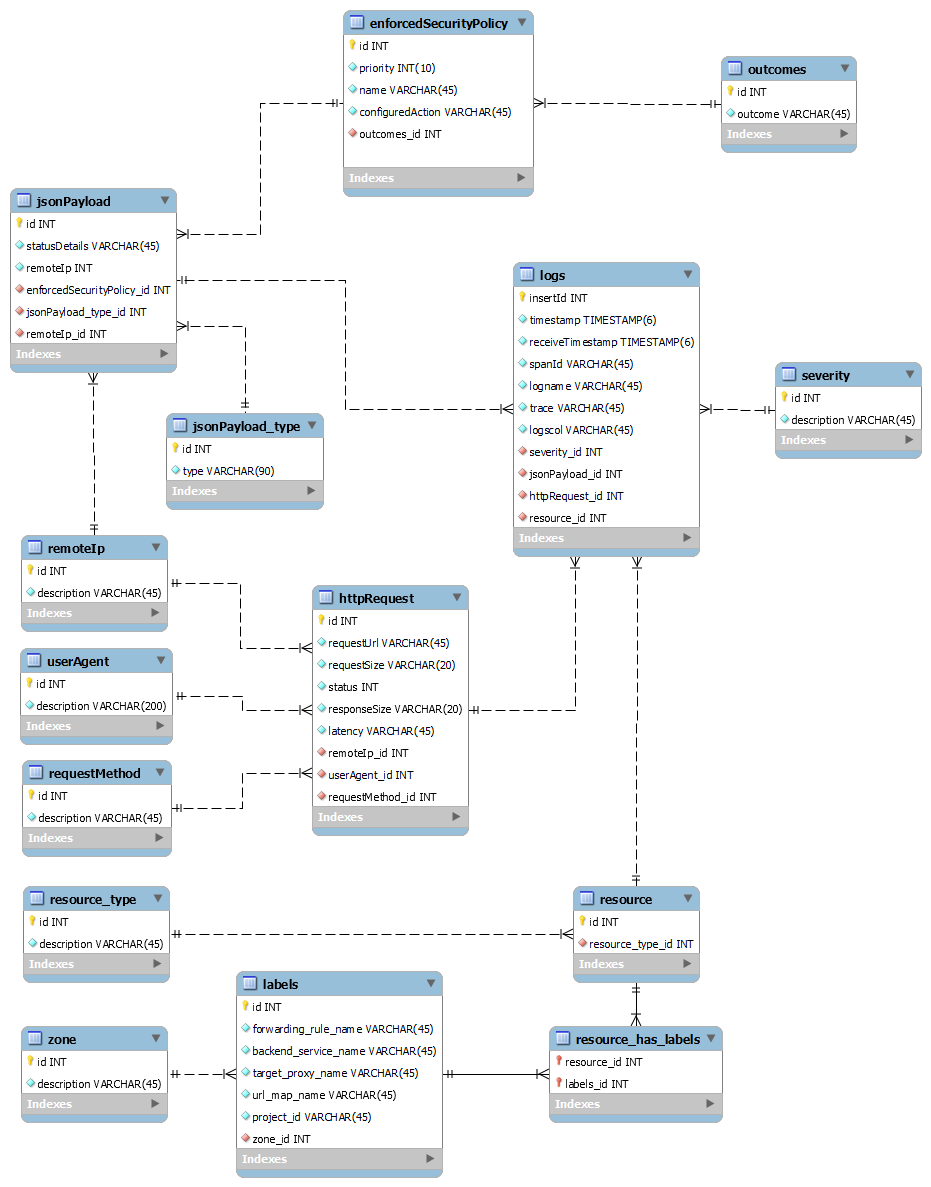 enforcedSecurityPolicy
id INT
priority INT(10)
name VARCHAR(45)
configuredAction VARCHAR(45)
outcomes_id INT
Indexes
outcomes
id INT
outcome VARCHAR(45)
Indexes
jsonPayload
id INT
statusDetails VARCHAR(45)
remoteIp INT
enforcedSecurityPolicy_id INT
jsonPayload_type_id INT
remoteIp_id INT
Indexes
logs
insertId INT
timestamp TIMESTAMP(6)
receiveTimestamp TIMESTAMP(6)
spanId VARCHAR(45)
logname VARCHAR(45)
trace VARCHAR(45)
logscol VARCHAR(45)
severity_id INT
jsonPayload_id INT
httpRequest_id INT
resource_id INT
Indexes
severity
id INT
description VARCHAR(45)
Indexes
jsonPayload_type
id INT
type VARCHAR(90)
Indexes
remoteIp
id INT
description VARCHAR(45)
Indexes
httpRequest
id INT
requestUrl VARCHAR(45)
requestSize VARCHAR(20)
status INT
responseSize VARCHAR(20)
latency VARCHAR(45)
remoteIp_id INT
userAgent_id INT
requestMethod_id INT
Indexes
userAgent
id INT
description VARCHAR(200)
Indexes
requestMethod
id INT
description VARCHAR(45)
Indexes
resource_type
id INT
description VARCHAR(45)
Indexes
resource
id INT
resource_type_id INT
Indexes
labels
id INT
forwarding_rule_name VARCHAR(45)
backend_service_name VARCHAR(45)
target_proxy_name VARCHAR(45)
url_map_name VARCHAR(45)
project_id VARCHAR(45)
zone_id INT
Indexes
zone
id INT
description VARCHAR(45)
Indexes
resource_has_labels
resource_id INT
labels_id INT
Indexes